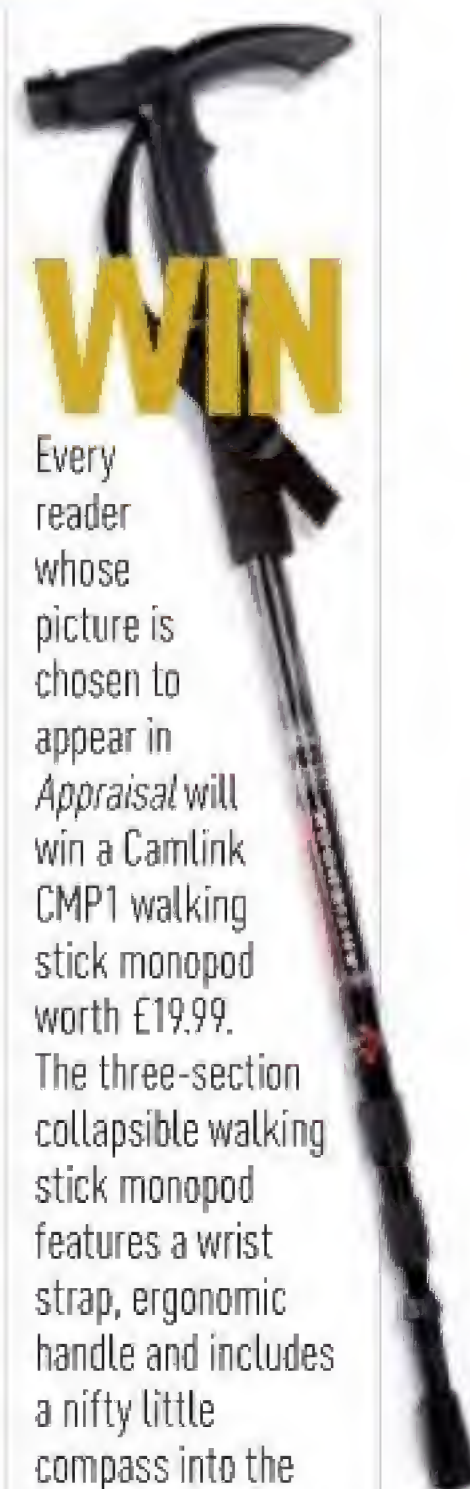 WIN
Every
reader
whose
picture is
chosen to
appear in
Appraisal will
win a Camlink
CMP1 walking
stick monopod
worth £19.99.
The three-section
collapsible walking
stick monopod
features a wrist
strap, ergonomic
handle and includes
a nifty little
compass into the